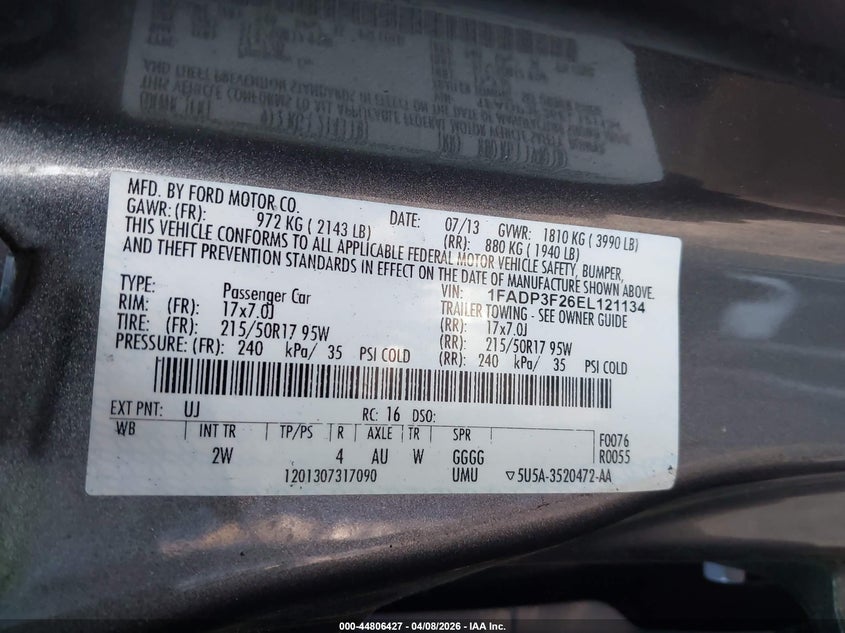 MFD. BY FORD MOTOR CO. DATE: 07/13 GVWR: 1810 KG ( 3990 LB)
GAWR: (FR): 972 KG ( 2143 LB) (RR): 880 KG ( 1940 LB)
THIS VEHICLE CONFORMS TO ALL APPLICABLE FEDERAL MOTOR VEHICLE SAFETY, BUMPER,
AND THEFT PREVENTION STANDARDS IN EFFECT ON THE DATE OF MANUFACTURE SHOWN ABOVE.
VIN: 1FADP3F26EL121134
TYPE: Passenger Car TRAILER TOWING - SEE OWNER GUIDE
RIM: (FR): 17x7.0J (RR): 17x7.0J
TIRE: (FR): 215/50R17 95W (RR): 215/50R17 95W
PRESSURE: (FR): 240 kPa/ 35 PSI COLD (RR): 240 kPa/ 35 PSI COLD
EXT PNT: UJ RC: 16 DSO:
WB INT TR TP/PS R AXLE TR SPR F0076
2W 4 AU W GGGG R0055
1201307317090 UMU ▽5U5A-3520472-AA
000-44806427 - 04/08/2026 - IAA Inc.